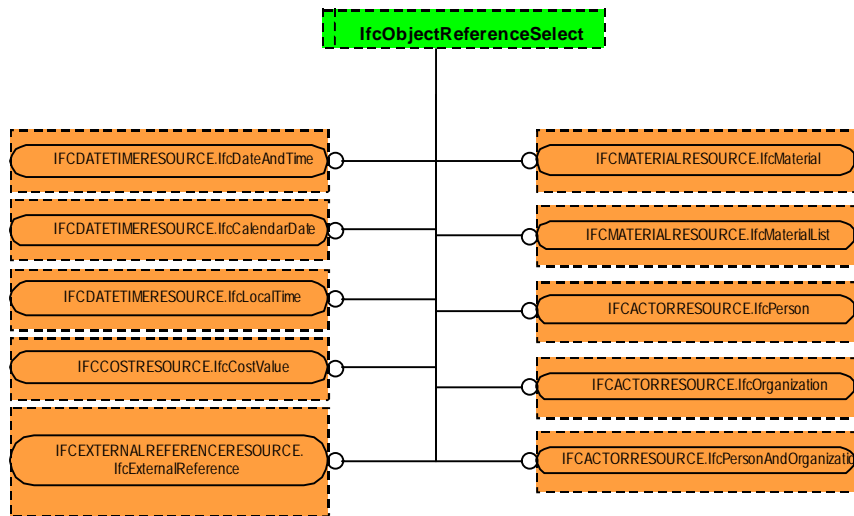 IfcObjectReferenceSelect
IFCDATETIMERESOURCE.IfcDateAndTime
IFCMATERIALRESOURCE.IfcMaterial
IFCDATETIMERESOURCE.IfcCalendarDate
IFCMATERIALRESOURCE.IfcMaterialList
IFCDATETIMERESOURCE.IfcLocalTime
IFCACTORRESOURCE.IfcPerson
IFCCOSTRESOURCE.IfcCostValue
IFCACTORRESOURCE.IfcOrganization
IFCEXTERNALREFERENCERESOURCE.
IfcExternalReference
IFCACTORRESOURCE.IfcPersonAndOrganizatio